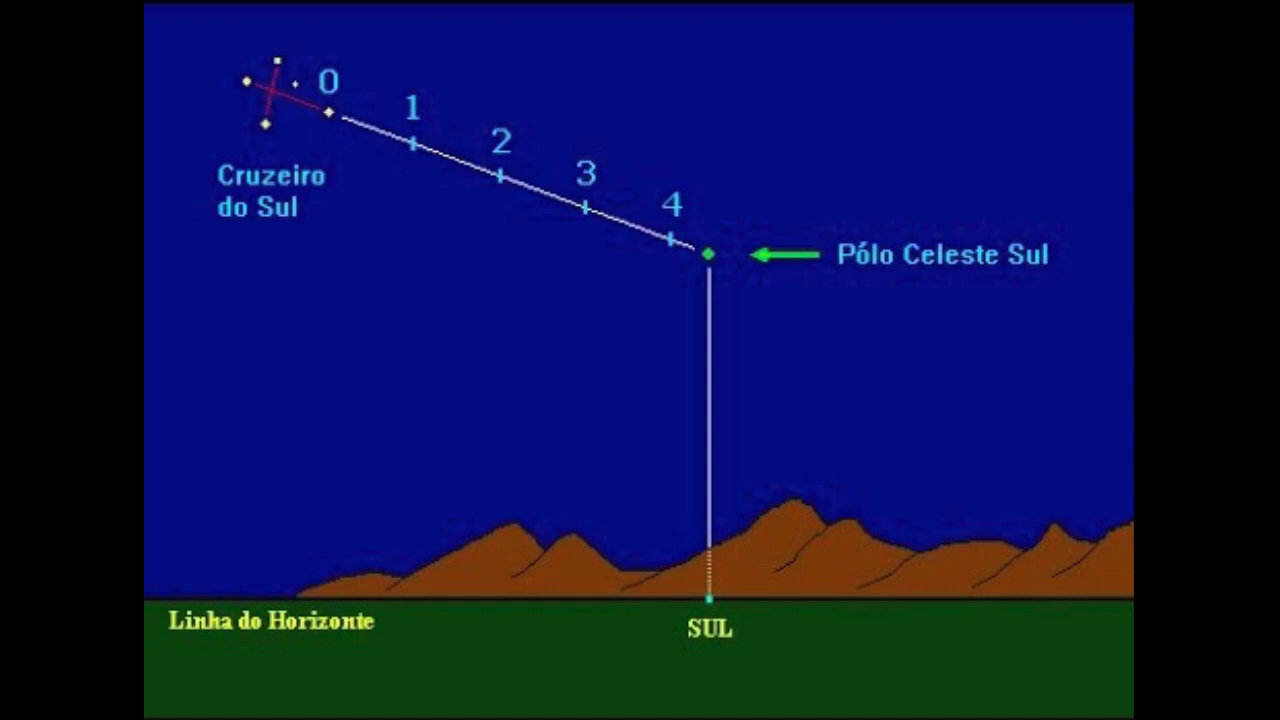 0
1
2
3
4
Cruzeiro
do Sul
Pólo Celeste Sul
Linha do Horizonte
SUL